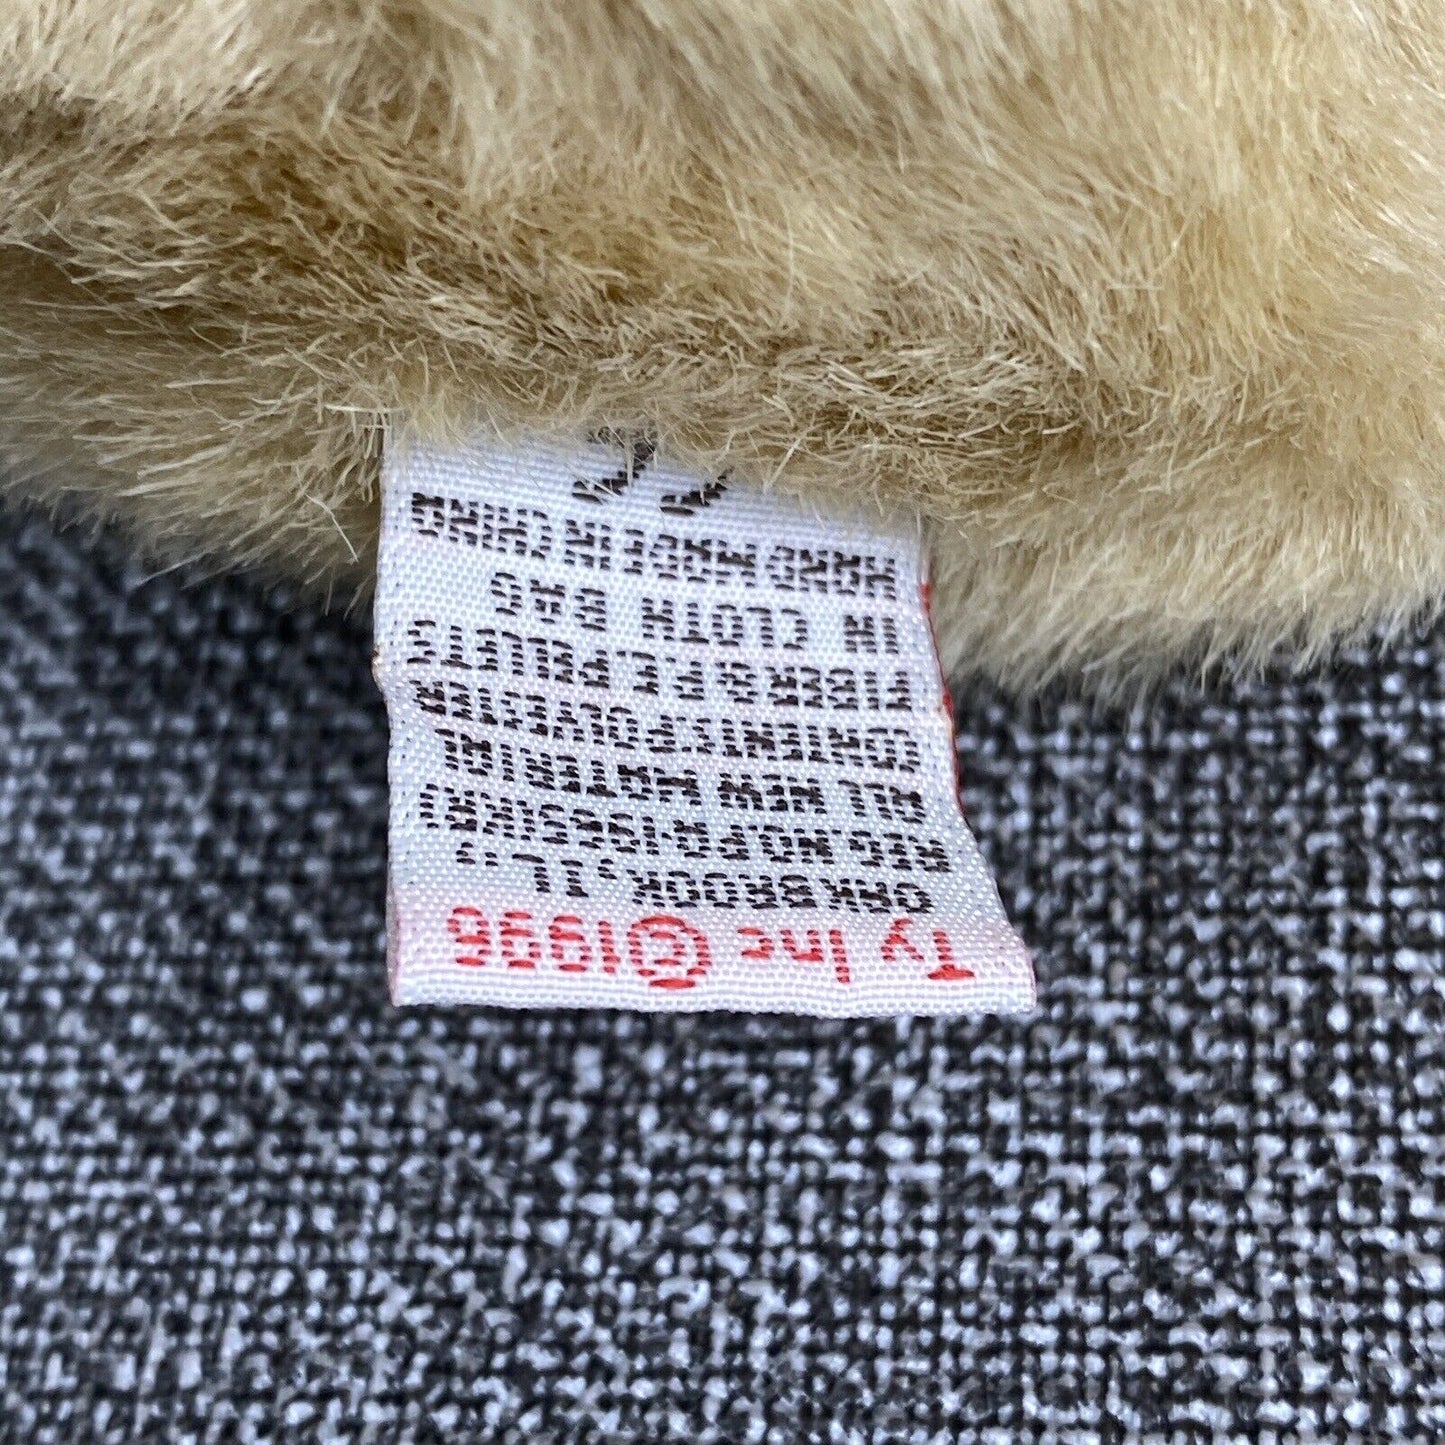 Ty Inc ©1996
OAK BROOK, IL.,
REG NO.PA-1965(KR)
ALL NEW MATERIAL
CONTENTS:POLYESTER
FIBER & P.E PELLETS
IN CLOTH BAG
HAND MADE IN CHINA